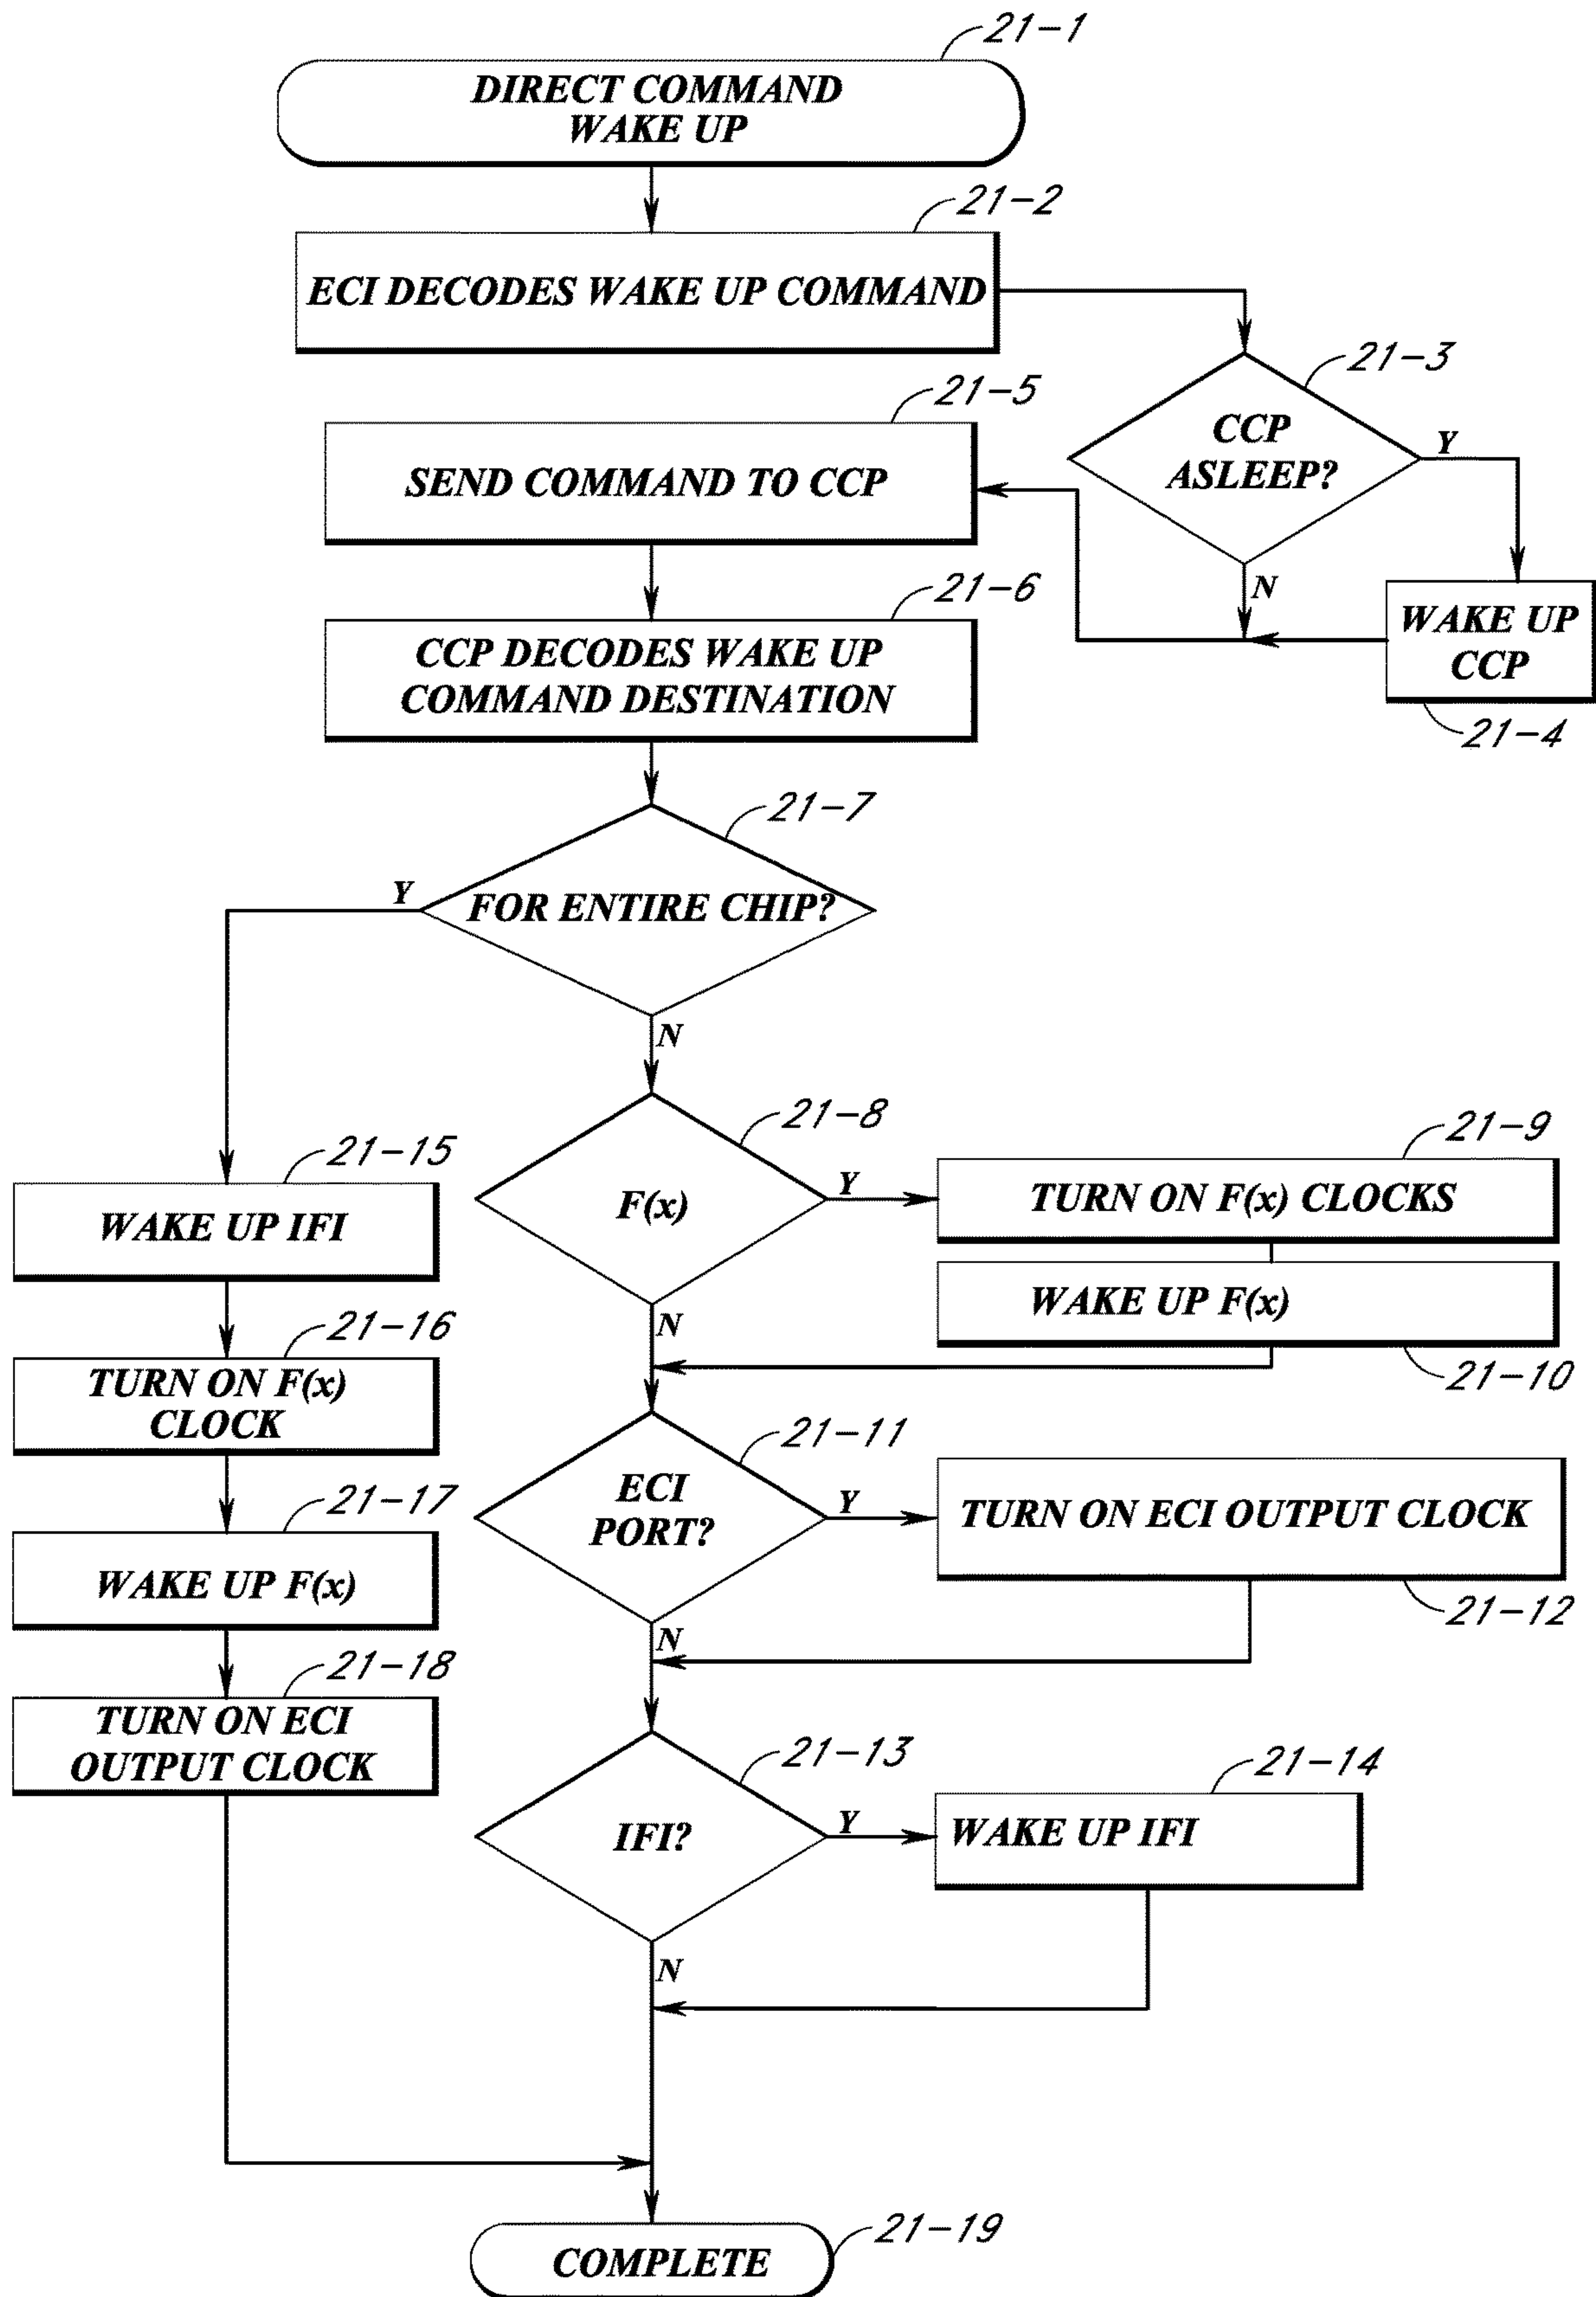 21-1
DIRECT COMMAND
WAKE UP
21-2
ECI DECODES WAKE UP COMMAND
21-3
CCP
ASLEEP?
Y
N
21-5
SEND COMMAND TO CCP
WAKE UP
CCP
21-4
21-6
CCP DECODES WAKE UP
COMMAND DESTINATION
21-7
FOR ENTIRE CHIP?
Y
N
21-8
F(x)
Y
N
21-9
TURN ON F(x) CLOCKS
WAKE UP F(x)
21-10
21-15
WAKE UP IFI
21-16
TURN ON F(x)
CLOCK
21-17
WAKE UP F(x)
21-18
TURN ON ECI
OUTPUT CLOCK
21-11
ECI
PORT?
Y
N
TURN ON ECI OUTPUT CLOCK
21-12
21-13
IFI?
Y
N
21-14
WAKE UP IFI
21-19
COMPLETE